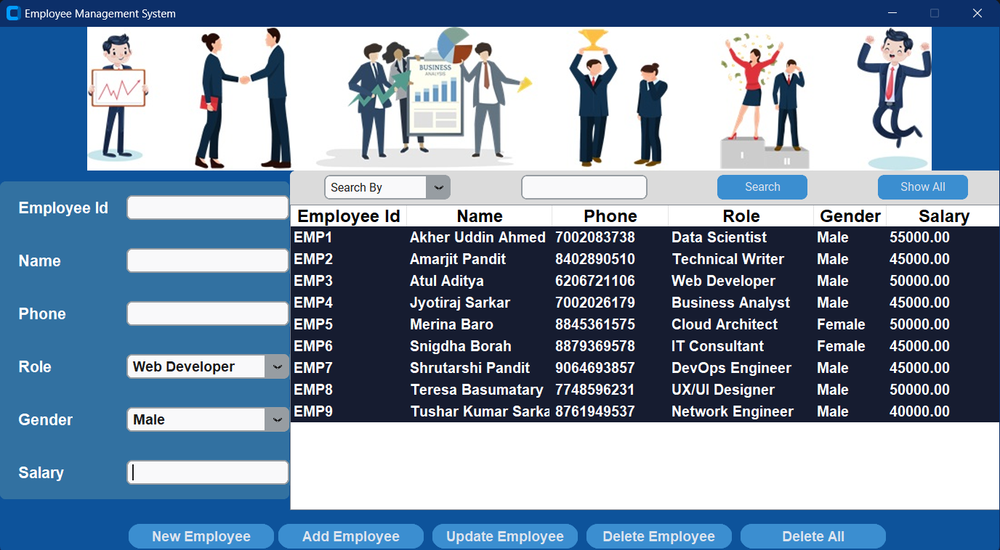 Employee Management System
BUSINESS
ANALYSIS
I
II
Search By
Search
Show All
Employee Id
Name
Phone
Role
Web Developer
Gender
Male
Salary
Employee Id Name Phone Role Gender Salary
EMP1 Akher Uddin Ahmed 7002083738 Data Scientist Male 55000.00
EMP2 Amarjit Pandit 8402890510 Technical Writer Male 45000.00
EMP3 Atul Aditya 6206721106 Web Developer Male 50000.00
EMP4 Jyotiraj Sarkar 7002026179 Business Analyst Male 45000.00
EMP5 Merina Baro 8845361575 Cloud Architect Female 50000.00
EMP6 Snigdha Borah 8879369578 IT Consultant Female 45000.00
EMP7 Shrutarshi Pandit 9064693857 DevOps Engineer Male 45000.00
EMP8 Teresa Basumatary 7748596231 UX/UI Designer Male 50000.00
EMP9 Tushar Kumar Sarka 8761949537 Network Engineer Male 40000.00
New Employee
Add Employee
Update Employee
Delete Employee
Delete All